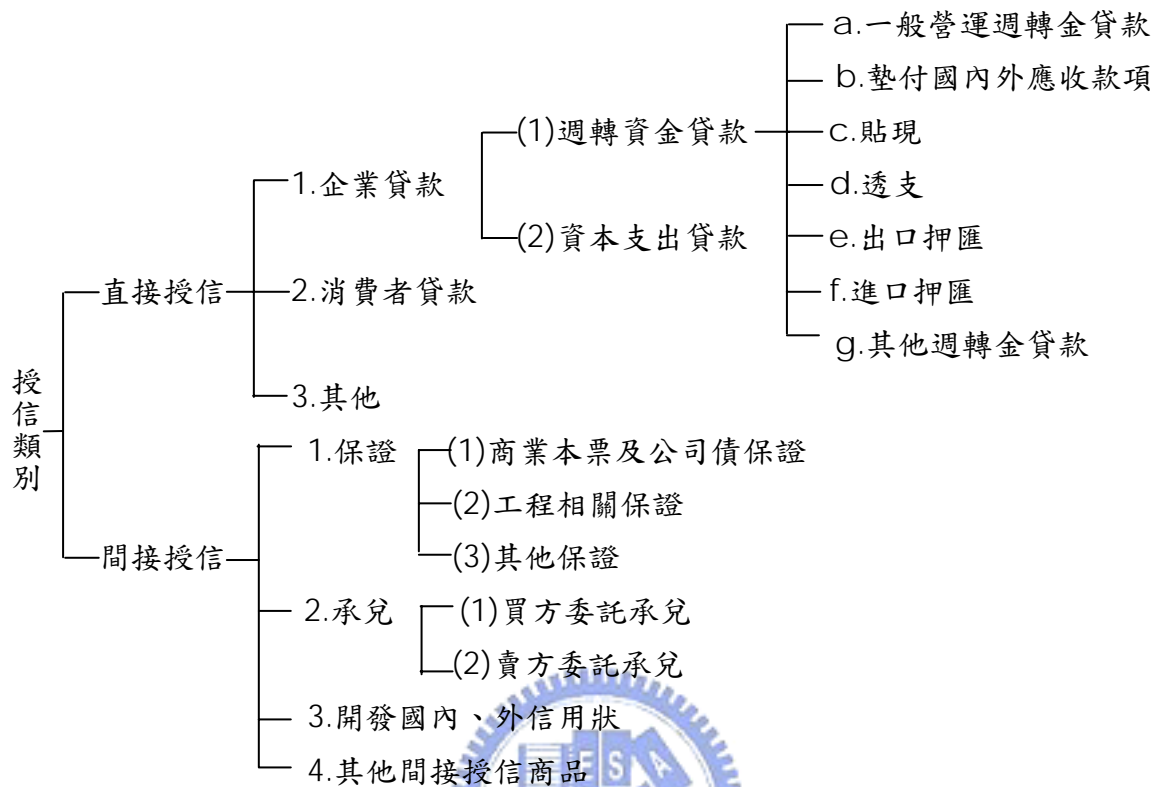 授信類別
直接授信
1.企業貸款
(1)週轉資金貸款
a.一般營運週轉金貸款
b.墊付國內外應收款項
c.貼現
d.透支
e.出口押匯
f.進口押匯
g.其他週轉金貸款
(2)資本支出貸款
2.消費者貸款
3.其他
間接授信
1.保證
(1)商業本票及公司債保證
(2)工程相關保證
(3)其他保證
2.承兌
(1)買方委託承兌
(2)賣方委託承兌
3.開發國內、外信用狀
4.其他間接授信商品
ESA